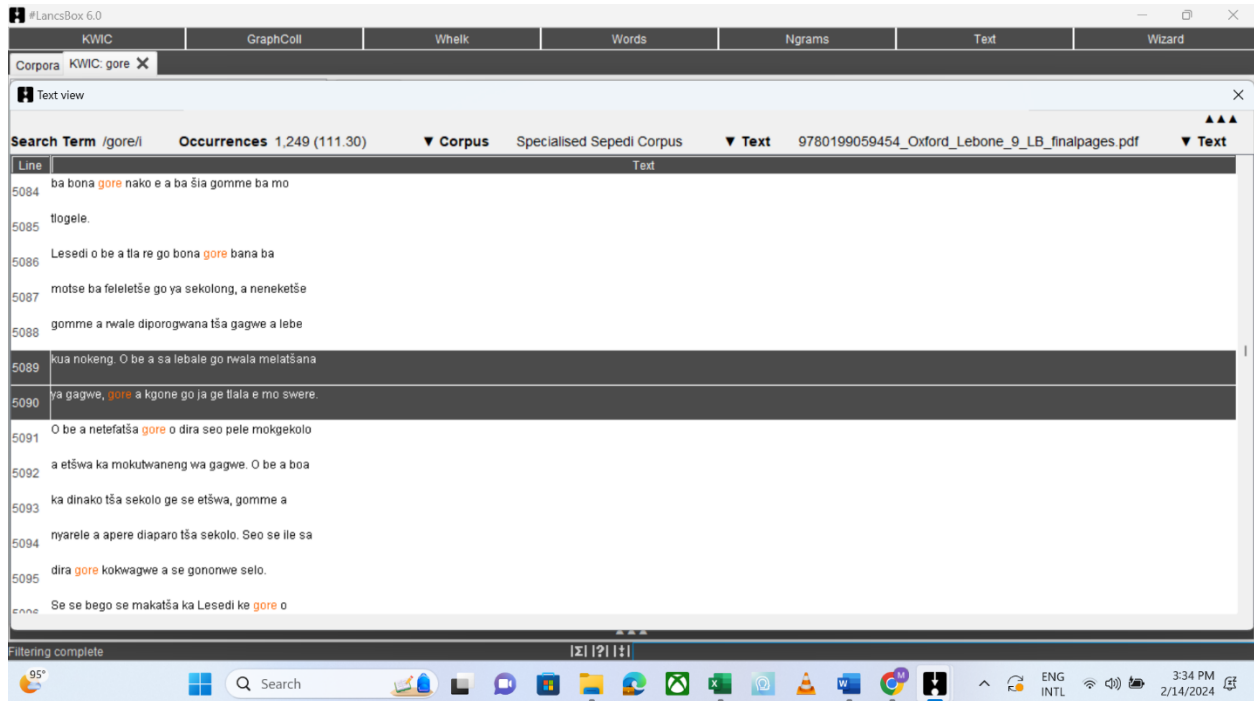 #LancsBox 6.0
KWIC GraphColl Whelk Words Ngrams Text Wizard
Corpora KWIC: gore
Text view
Search Term /gore/i Occurrences 1,249 (111.30) ▼ Corpus Specialised Sepedi Corpus ▼ Text 9780199059454_Oxford_Lebone_9_LB_finalpages.pdf ▼ Text
Line Text
5084 ba bona gore nako e a ba šia gomme ba mo
5085 tlogele.
5086 Lesedi o be a tla re go bona gore bana ba
5087 motse ba feleletše go ya sekolong, a neneketše
5088 gomme a rwale diporogwana tša gagwe a lebe
5089 kua nokeng. O be a sa lebale go rwala melatšana
5090 ya gagwe, gore a kgone go ja ge tlala e mo swere.
5091 O be a netefatša gore o dira seo pele mokgekolo
5092 a etšwa ka mokutwaneng wa gagwe. O be a boa
5093 ka dinako tša sekolo ge se etšwa, gomme a
5094 nyarele a apere diaparo tša sekolo. Seo se ile sa
5095 dira gore kokwagwe a se gononwe selo.
Se se bego se makatša ka Lesedi ke gore o
Filtering complete |Σ| |?| |‡|
95° Search ENG INTL 3:34 PM 2/14/2024